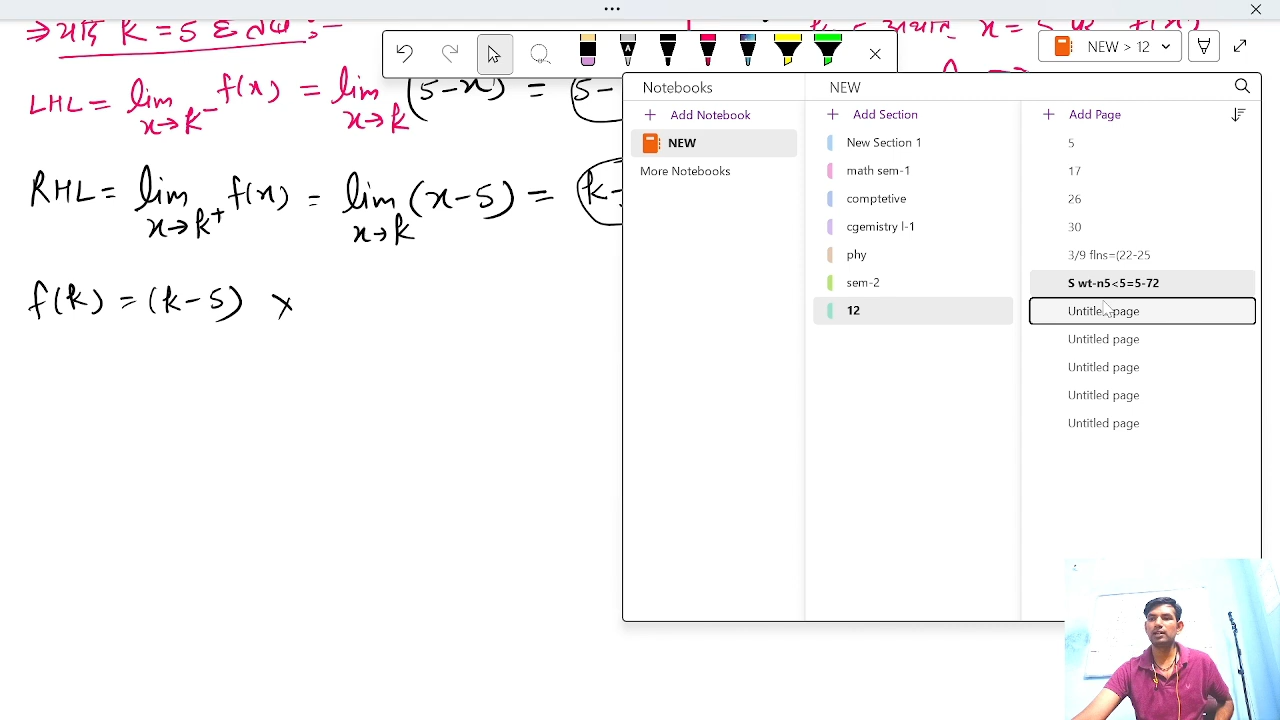 ⇒ यदि k = 5
LHL = lim x→k⁻ f(x) = lim x→k (5-x) = 5-
RHL = lim x→k⁺ f(x) = lim x→k (x-5) = k-
f(k) = (k-5) ×
x = 5
f(x)
NEW > 12
Notebooks
NEW
+ Add Notebook
+ Add Section
+ Add Page
NEW
More Notebooks
New Section 1
math sem-1
comptetive
cgemistry I-1
phy
sem-2
12
5
17
26
30
3/9 flns=(22-25
S wt-n5<5=5-72
Untitled page
Untitled page
Untitled page
Untitled page
Untitled page